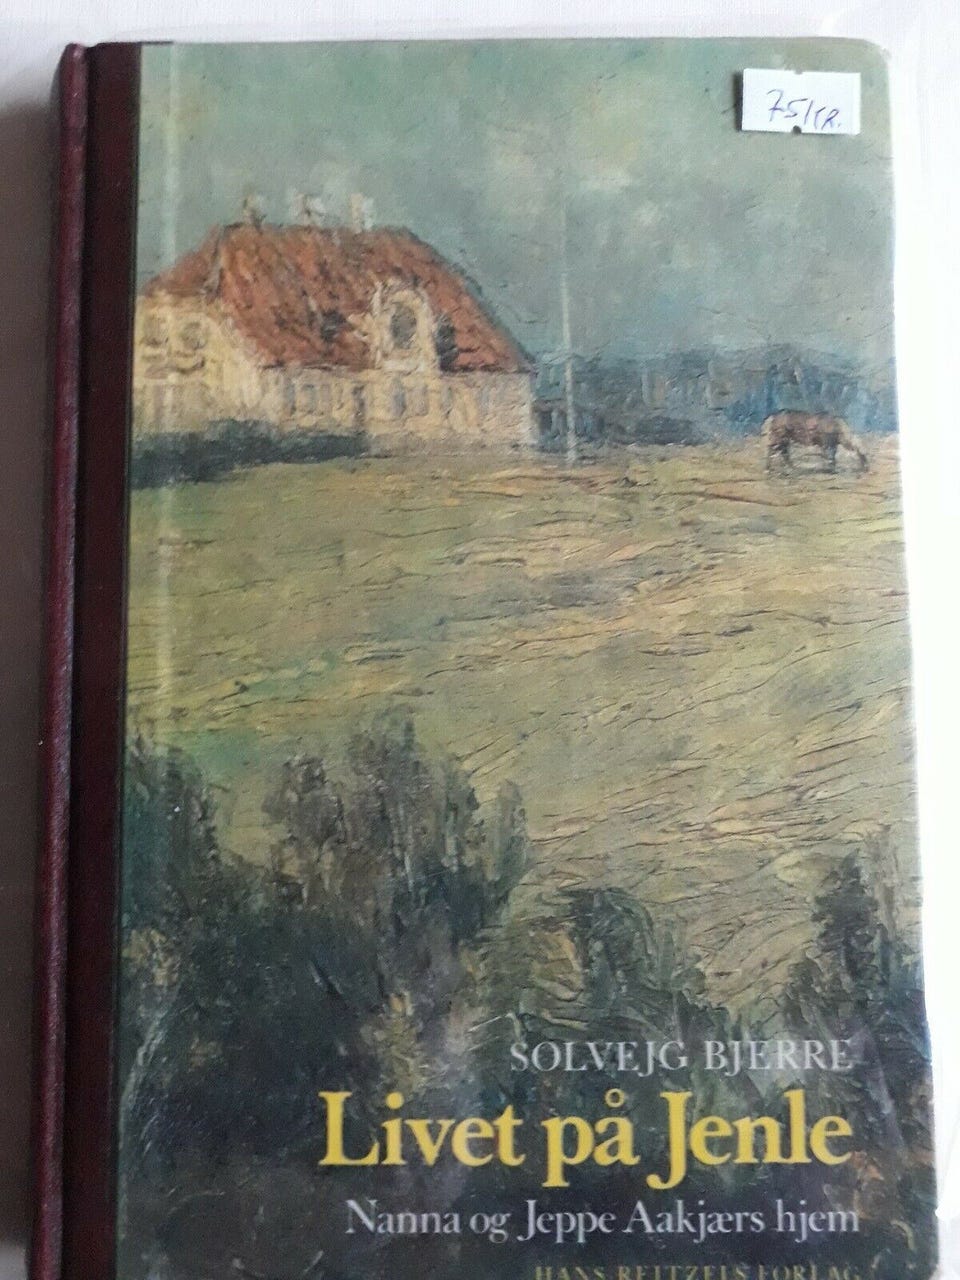 75 kr.
SOLVEJG BJERRE
Livet på Jenle
Nanna og Jeppe Aakjærs hjem
HANS REITZELS FORLAG